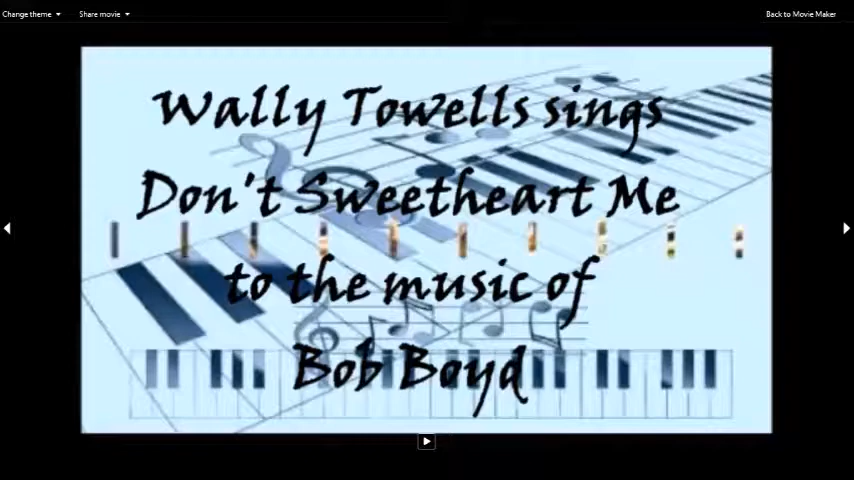 Change theme Share movie Back to Movie Maker
Wally Towells sings
Don't Sweetheart Me
to the music of
Bob Boyd